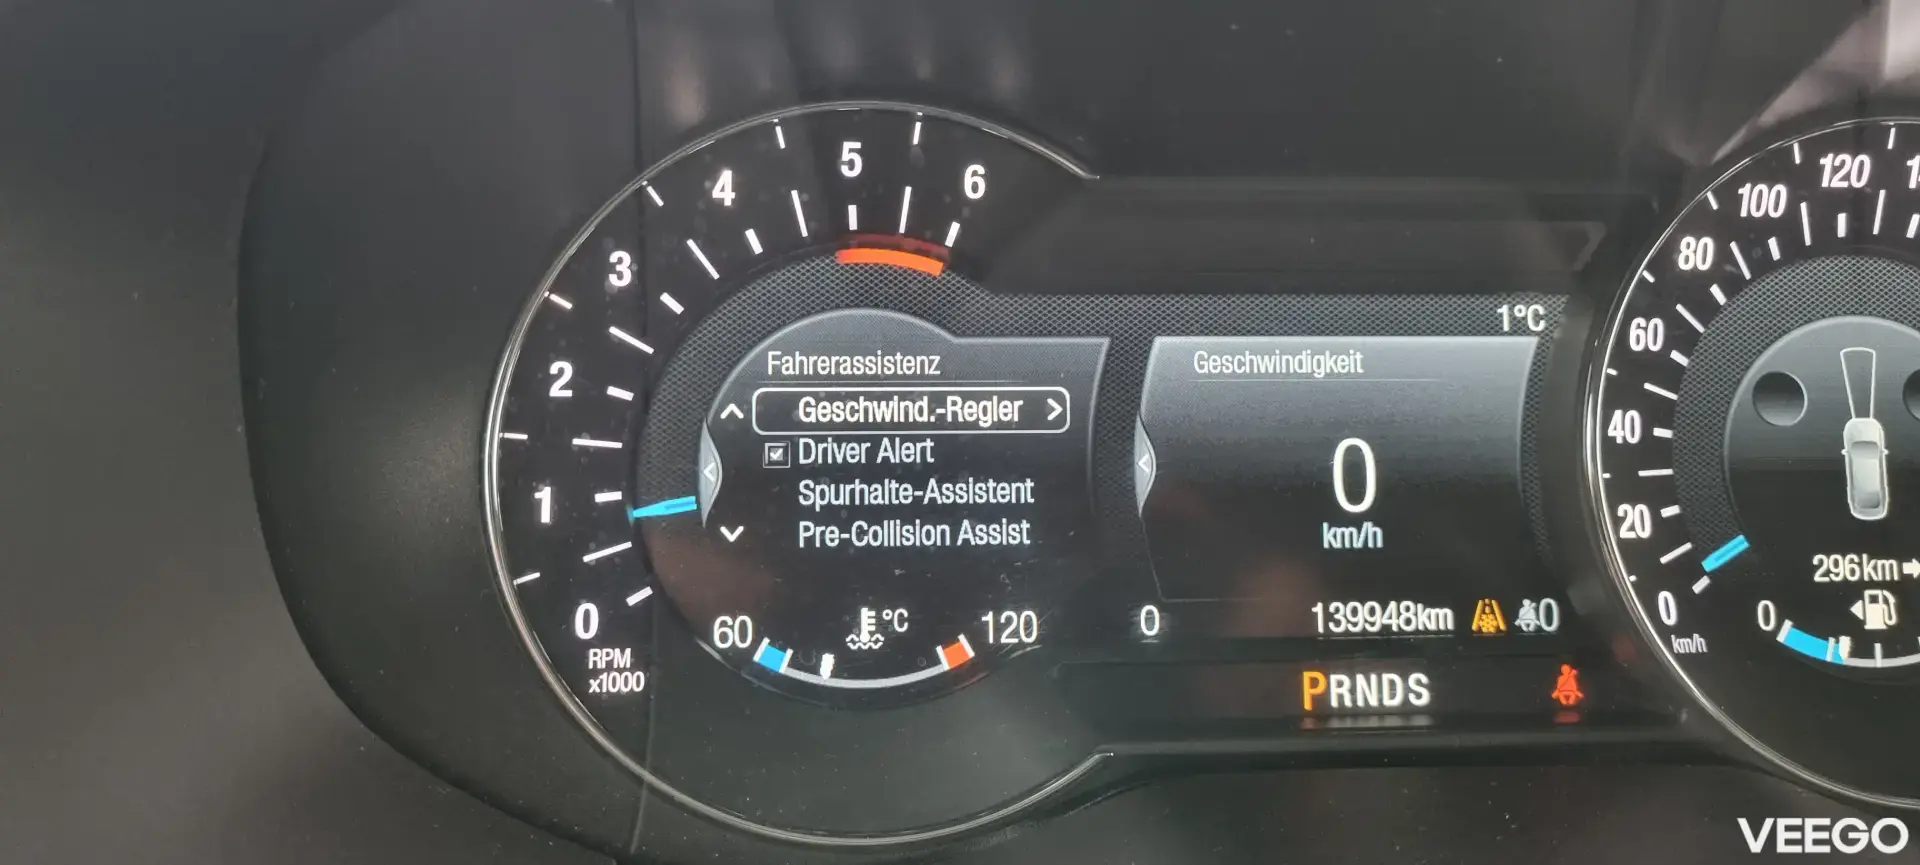 5
4
6
3
2
1
0
RPM
x1000
Fahrerassistenz
Geschwind.-Regler
Driver Alert
Spurhalte-Assistent
Pre-Collision Assist
60
°C
120
1°C
Geschwindigkeit
0
km/h
0
139948km
0
PRNDS
120
100
80
60
40
20
0
km/h
296km
0
VEEGO